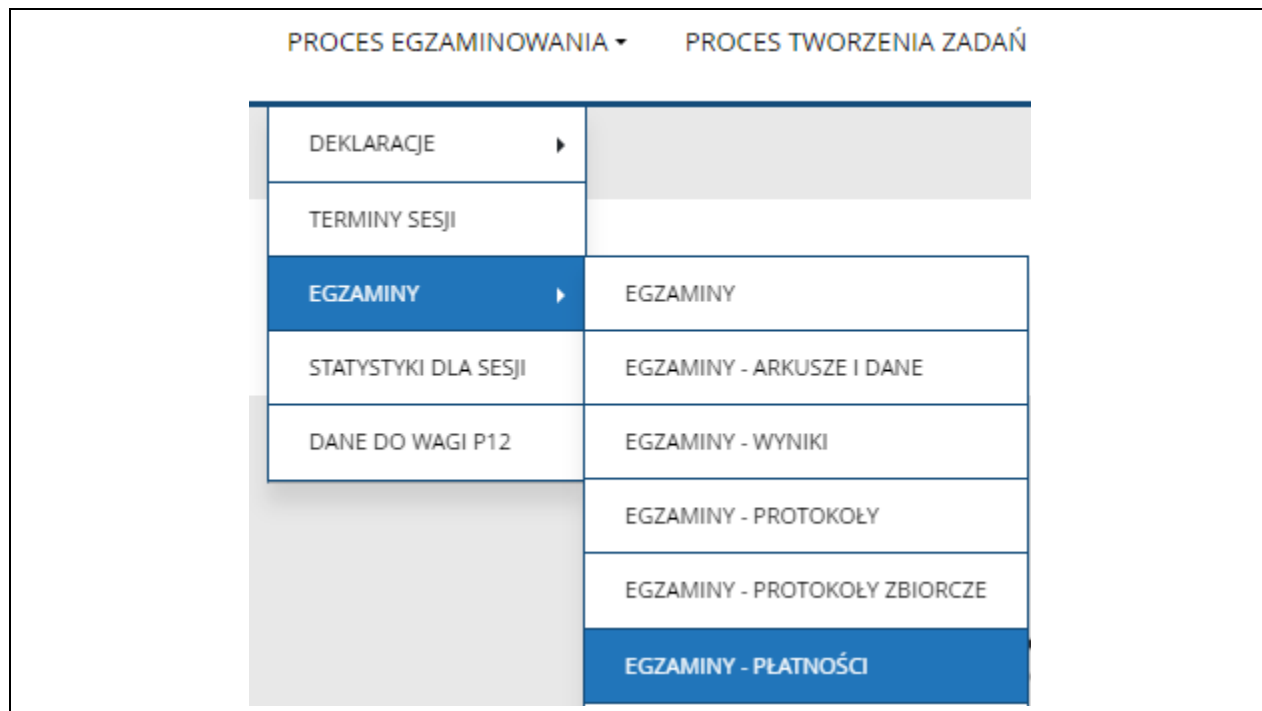 PROCES EGZAMINOWANIA PROCES TWORZENIA ZADAŃ
DEKLARACJE
TERMINY SESJI
EGZAMINY
STATYSTYKI DLA SESJI
DANE DO WAGI P12
EGZAMINY
EGZAMINY - ARKUSZE I DANE
EGZAMINY - WYNIKI
EGZAMINY - PROTOKOŁY
EGZAMINY - PROTOKOŁY ZBIORCZE
EGZAMINY - PŁATNOŚCI